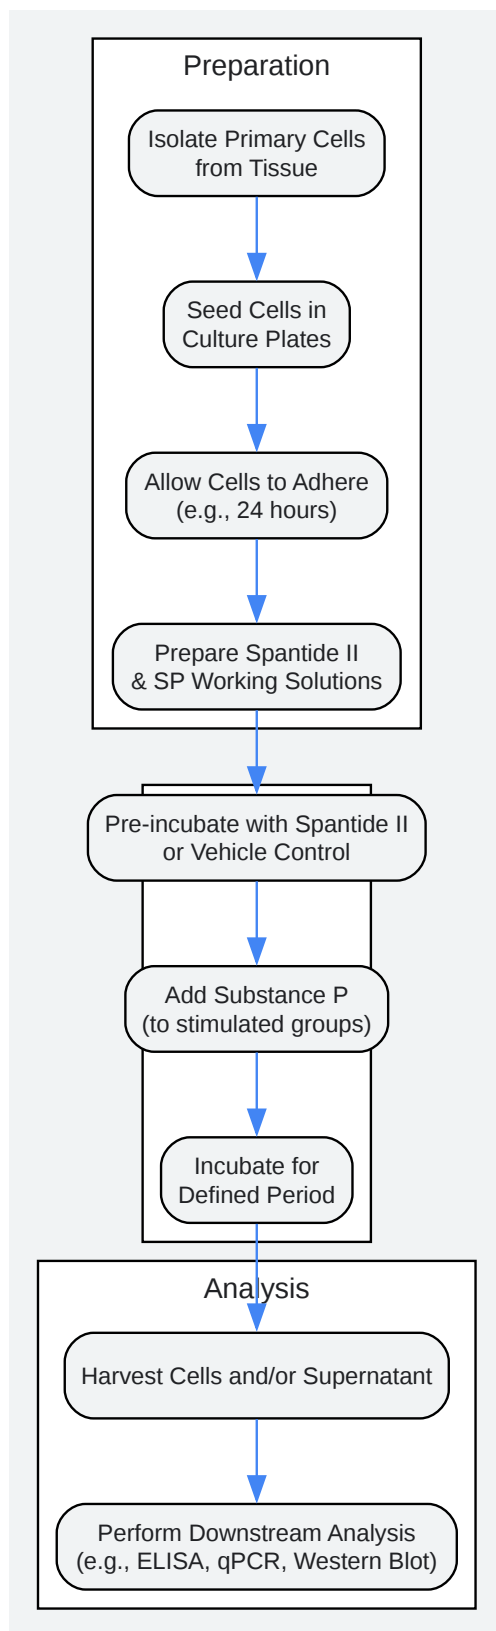 Preparation
Isolate Primary Cells
from Tissue
Seed Cells in
Culture Plates
Allow Cells to Adhere
(e.g., 24 hours)
Prepare Spantide II
& SP Working Solutions
Pre-incubate with Spantide II
or Vehicle Control
Add Substance P
(to stimulated groups)
Incubate for
Defined Period
Analysis
Harvest Cells and/or Supernatant
Perform Downstream Analysis
(e.g., ELISA, qPCR, Western Blot)